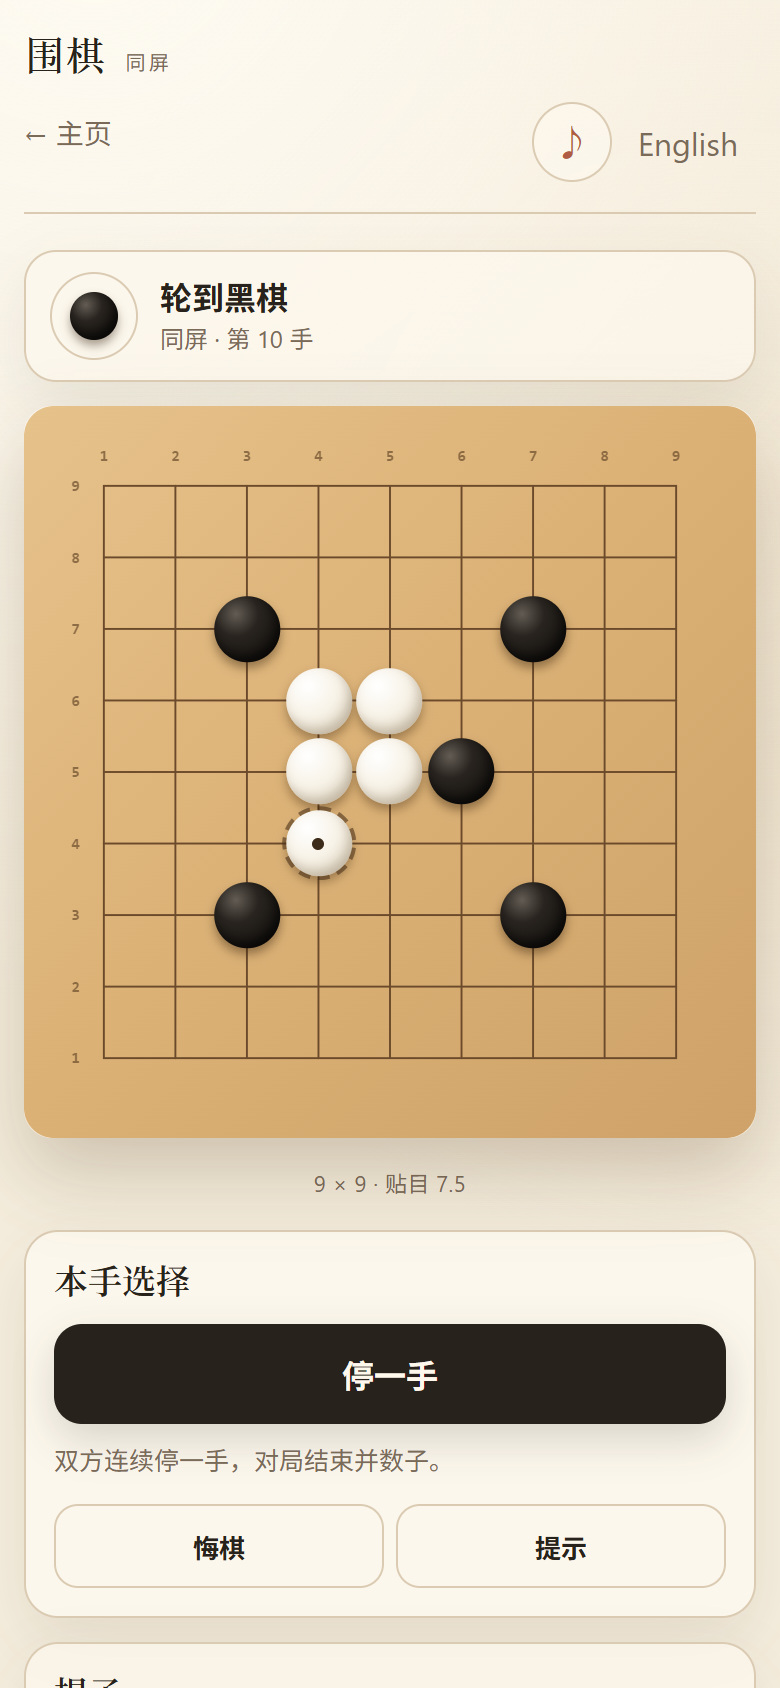 围棋 同屏
← 主页
English
轮到黑棋
同屏 · 第 10 手
1 2 3 4 5 6 7 8 9
9
8
7
6
5
4
3
2
1
9 × 9 · 贴目 7.5
本手选择
停一手
双方连续停一手，对局结束并数子。
悔棋 提示